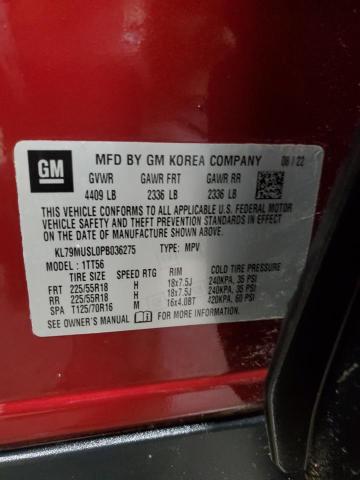 GM
MFD BY GM KOREA COMPANY 08 / 22
GVWR GAWR FRT GAWR RR
4409 LB 2336 LB 2336 LB
THIS VEHICLE CONFORMS TO ALL APPLICABLE U.S. FEDERAL MOTOR
VEHICLE SAFETY AND THEFT PREVENTION STANDARDS IN EFFECT ON
THE DATE OF MANUFACTURE SHOWN ABOVE.
KL79MUSL0PB036275 TYPE: MPV
MODEL: 1TT56
TIRE SIZE SPEED RTG RIM COLD TIRE PRESSURE
FRT 225/55R18 H 18x7.5J 240KPA, 35 PSI
RR 225/55R18 H 18x7.5J 240KPA, 35 PSI
SPA T125/70R16 M 16x4.0BT 420KPA, 60 PSI
SEE OWNER'S MANUAL FOR MORE INFORMATION.